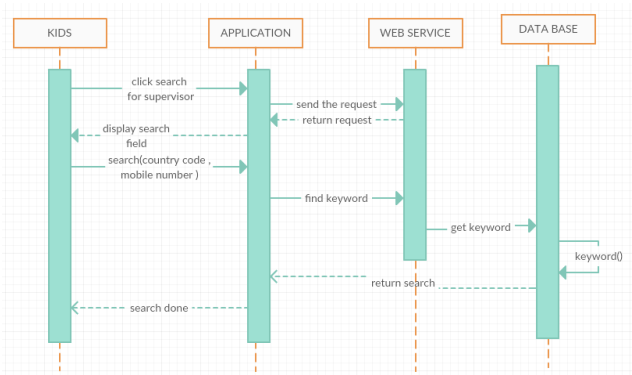 KIDS
APPLICATION
WEB SERVICE
DATA BASE
click search
for supervisor
send the request
return request
display search
field
search(country code ,
mobile number )
find keyword
get keyword
keyword()
return search
search done